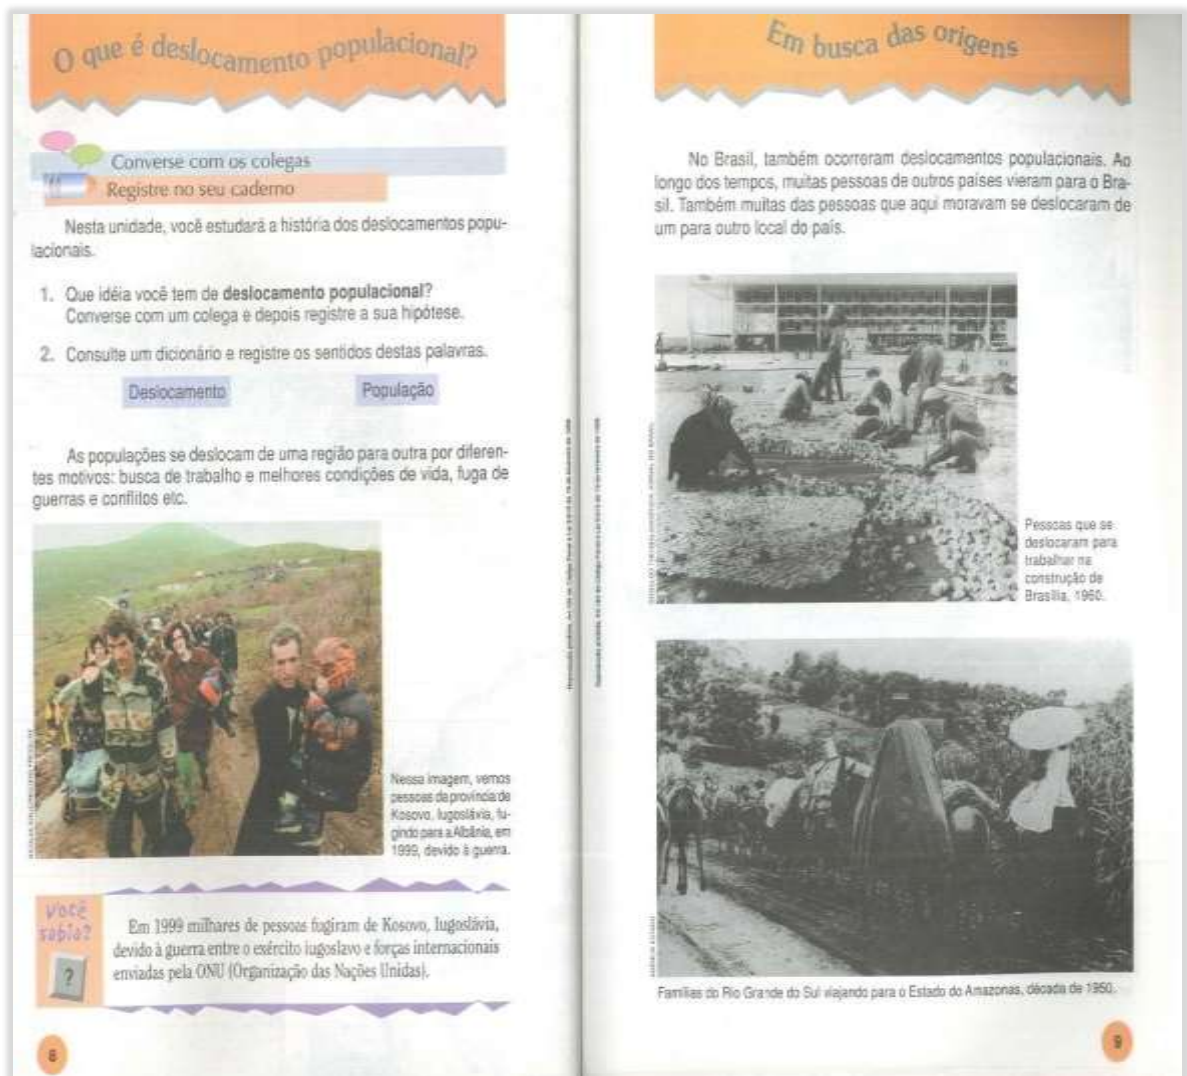 O que é deslocamento populacional?
Converse com os colegas
Registre no seu caderno
Nesta unidade, você estudará a história dos deslocamentos popu-
lacionais.
1. Que idéia você tem de deslocamento populacional?
Converse com um colega e depois registre a sua hipótese.
2. Consulte um dicionário e registre os sentidos destas palavras.
Deslocamento População
As populações se deslocam de uma região para outra por diferen-
tes motivos: busca de trabalho e melhores condições de vida, fuga de
guerras e conflitos etc.
Nessa imagem, vemos
pessoas da província de
Kosovo, Iugoslávia, fu-
gindo para a Albânia, em
1999, devido à guerra.
Você
sabia?
?
Em 1999 milhares de pessoas fugiram de Kosovo, Iugoslávia,
devido à guerra entre o exército iugoslavo e forças internacionais
enviadas pela ONU (Organização das Nações Unidas).
8
Em busca das origens
No Brasil, também ocorreram deslocamentos populacionais. Ao
longo dos tempos, muitas pessoas de outros países vieram para o Bra-
sil. Também muitas das pessoas que aqui moravam se deslocaram de
um para outro local do país.
Pessoas que se
deslocaram para
trabalhar na
construção de
Brasília, 1960.
Famílias do Rio Grande do Sul viajando para o Estado do Amazonas, década de 1950.
9